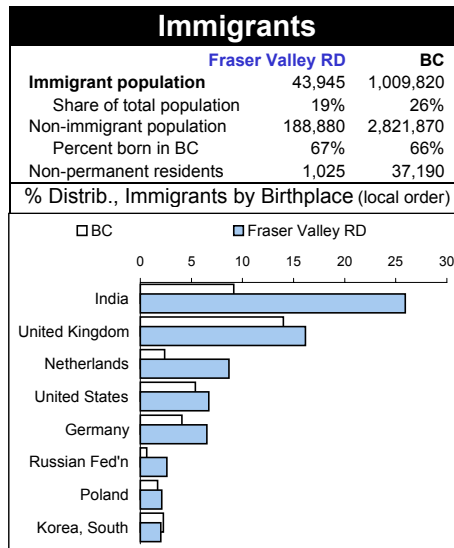 Immigrants
Fraser Valley RD BC
Immigrant population 43,945 1,009,820
Share of total population 19% 26%
Non-immigrant population 188,880 2,821,870
Percent born in BC 67% 66%
Non-permanent residents 1,025 37,190
% Distrib., Immigrants by Birthplace (local order)
BC Fraser Valley RD
0 5 10 15 20 25 30
India
United Kingdom
Netherlands
United States
Germany
Russian Fed'n
Poland
Korea, South